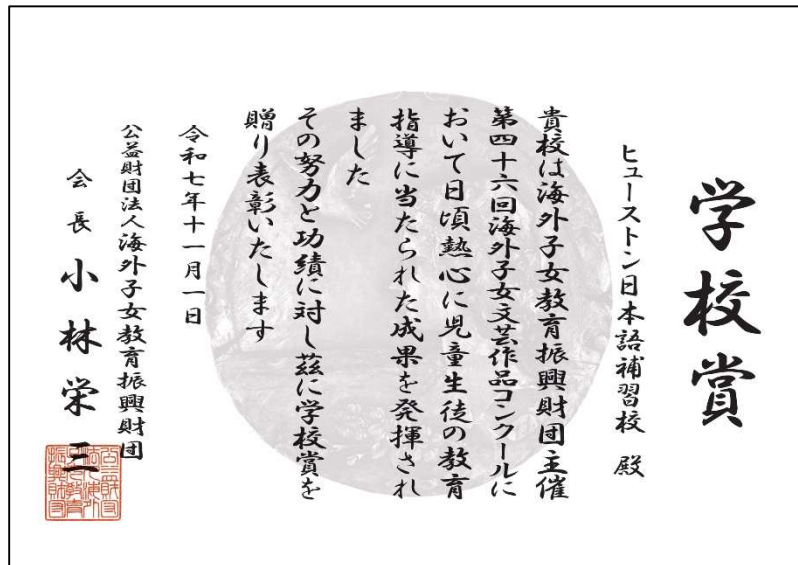 学校賞
ヒューストン日本語補習校 殿
貴校は海外子女教育振興財団主催
第四十六回海外子女文芸作品コンクールに
おいて日頃熱心に児童生徒の教育
指導に当たられた成果を発揮され
ました
その努力と功績に対し茲に学校賞を
贈り表彰いたします
令和七年十一月一日
公益財団法人海外子女教育振興財団
会長 小林栄三